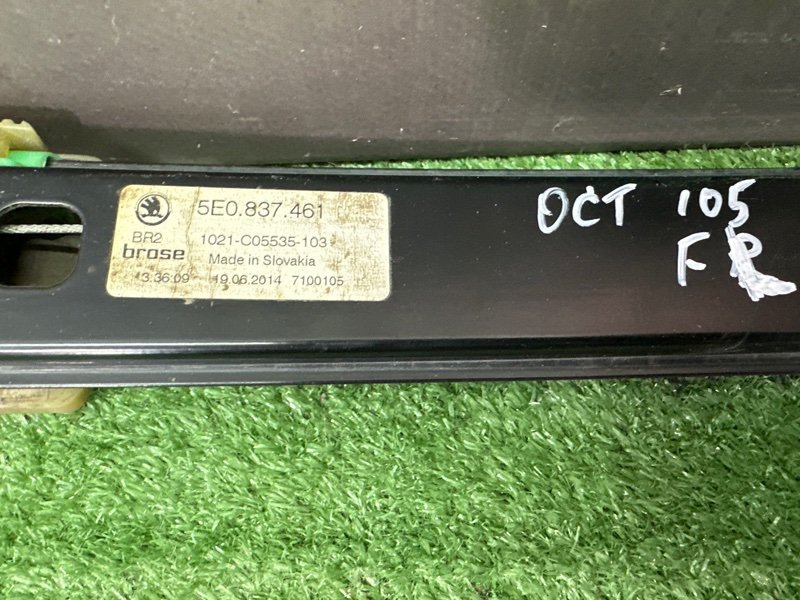 5E0.837.461
BR2
brose
1021-C05535-103
Made in Slovakia
3.36:09 19.06.2014 7100105
OCT 105
F